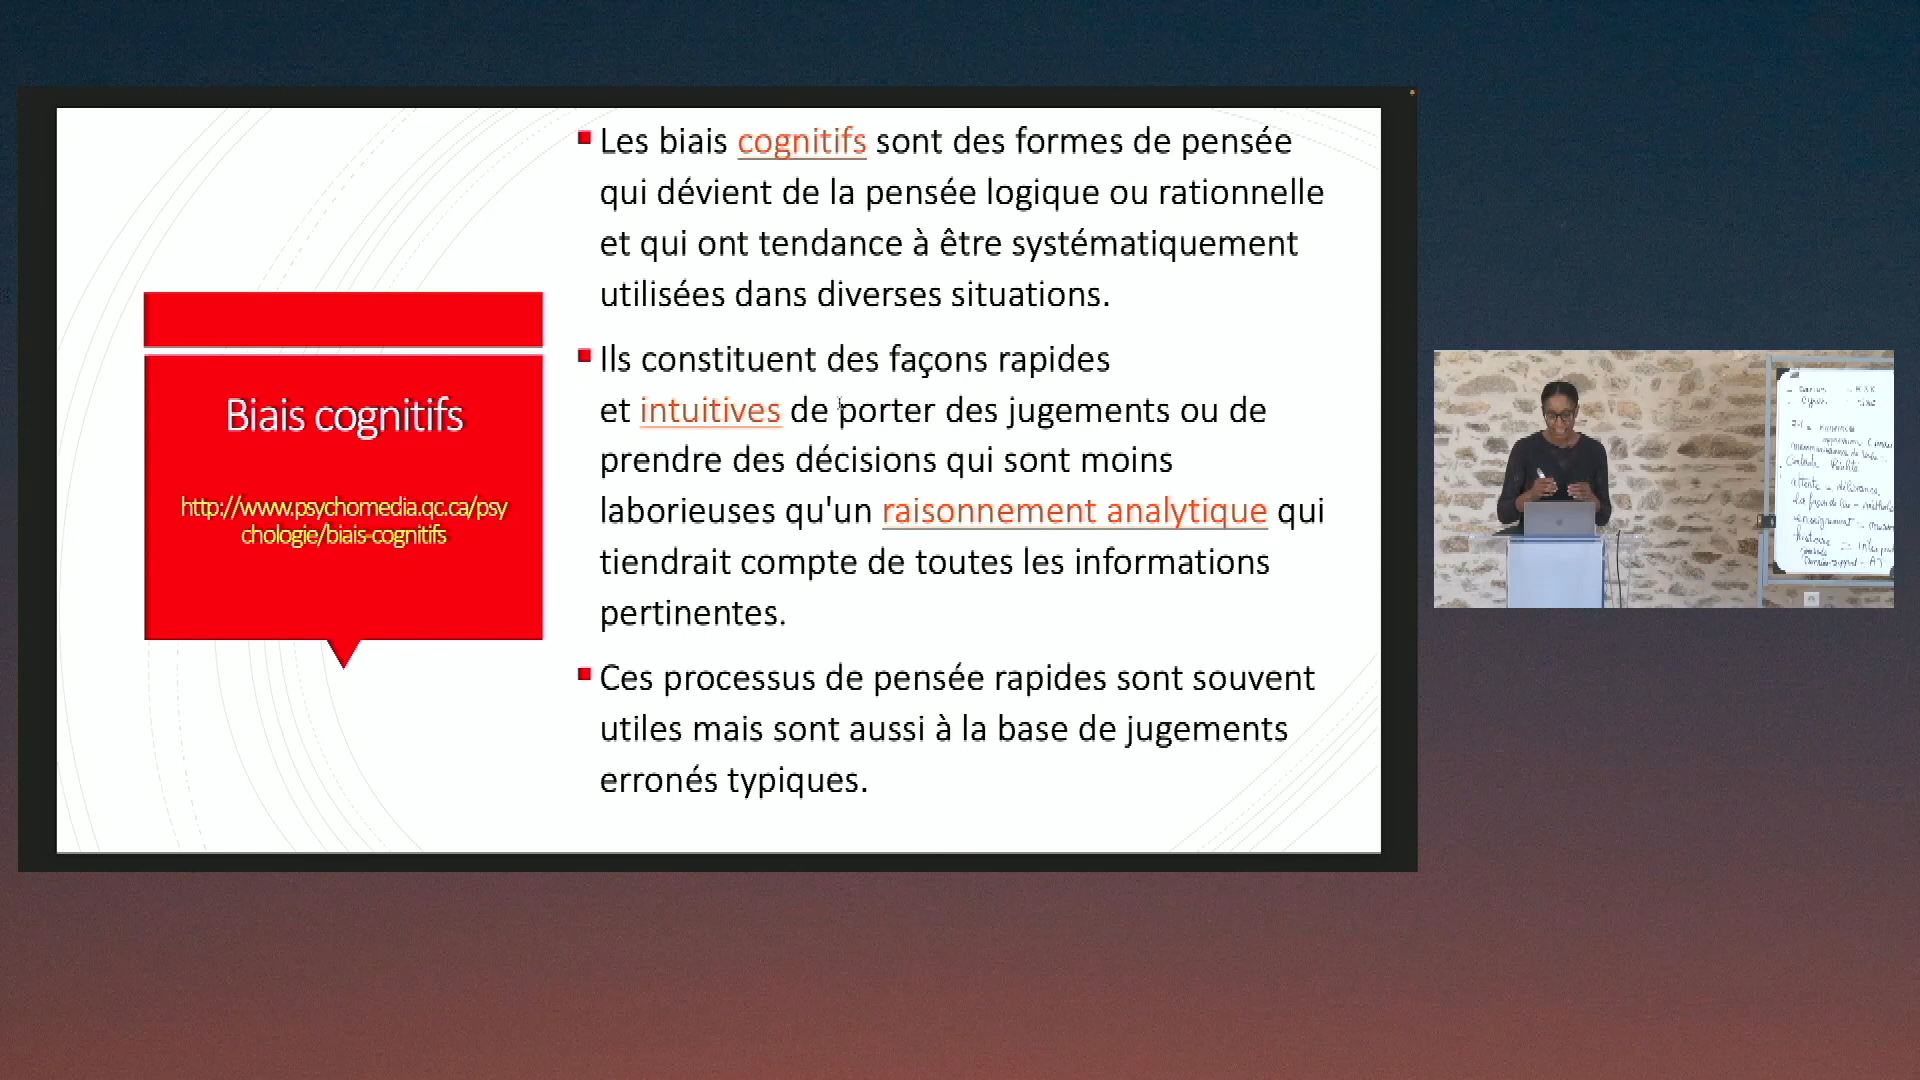 Biais cognitifs
http://www.psychomedia.qc.ca/psy
chologie/biais-cognitifs
Les biais cognitifs sont des formes de pensée
qui dévient de la pensée logique ou rationnelle
et qui ont tendance à être systématiquement
utilisées dans diverses situations.
Ils constituent des façons rapides
et intuitives de porter des jugements ou de
prendre des décisions qui sont moins
laborieuses qu'un raisonnement analytique qui
tiendrait compte de toutes les informations
pertinentes.
Ces processus de pensée rapides sont souvent
utiles mais sont aussi à la base de jugements
erronés typiques.